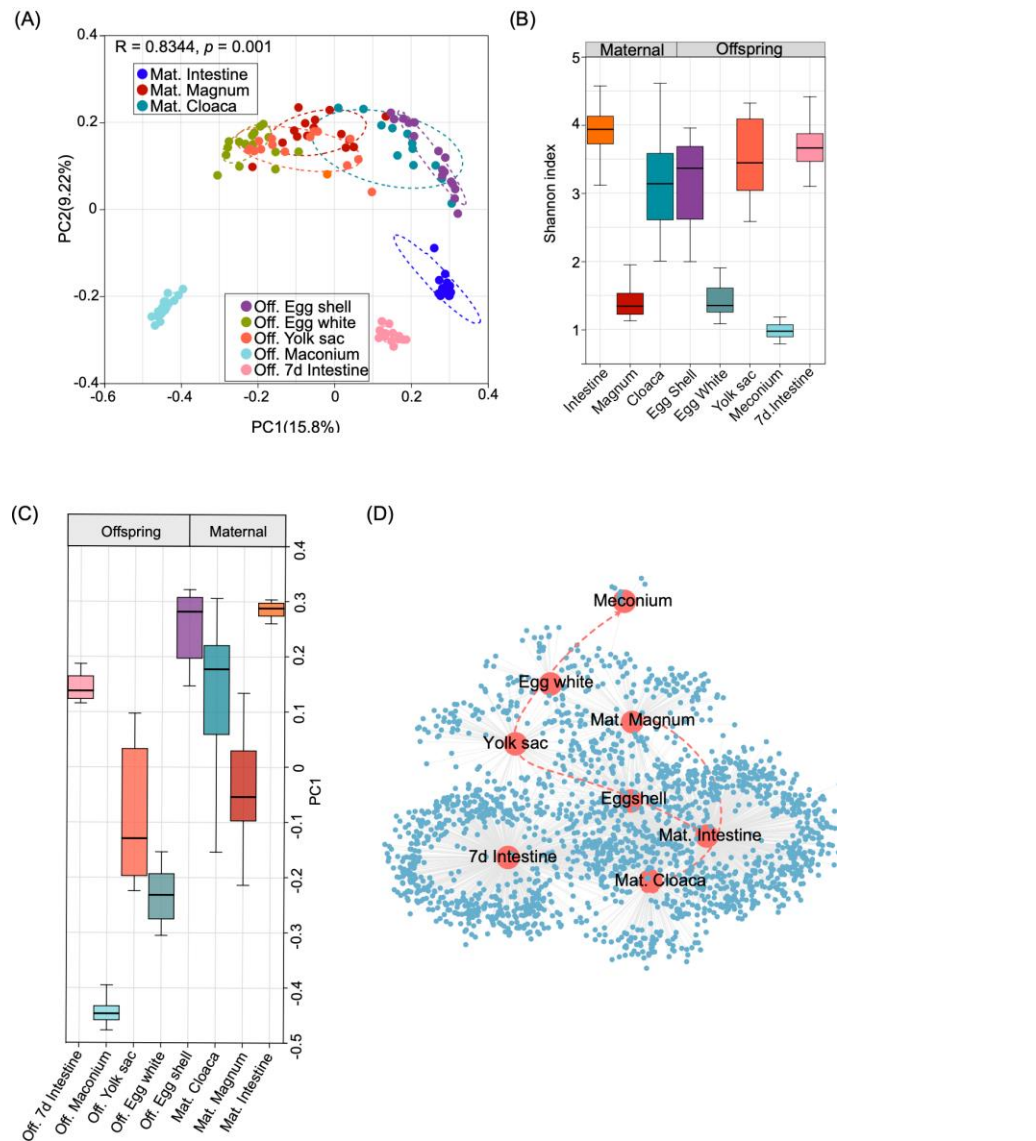 (A)
0.4
0.2
0
-0.2
-0.4
PC2(9.22%)
R = 0.8344, p = 0.001
Mat. Intestine
Mat. Magnum
Mat. Cloaca
Off. Egg shell
Off. Egg white
Off. Yolk sac
Off. Maconium
Off. 7d Intestine
-0.6
-0.4
-0.2
0
0.2
0.4
PC1(15.8%)
(B)
Maternal
Offspring
5
4
3
2
1
Shannon index
Intestine
Magnum
Cloaca
Egg Shell
Egg White
Yolk sac
Meconium
7d.Intestine
(C)
Offspring
Maternal
0.4
0.3
0.2
0.1
0
-0.1
-0.2
-0.3
-0.4
-0.5
PC1
Off. 7d Intestine
Off. Maconium
Off. Yolk sac
Off. Egg white
Off. Egg shell
Mat. Cloaca
Mat. Magnum
Mat. Intestine
(D)
Meconium
Egg white
Mat. Magnum
Yolk sac
Eggshell
Mat. Intestine
7d Intestine
Mat. Cloaca